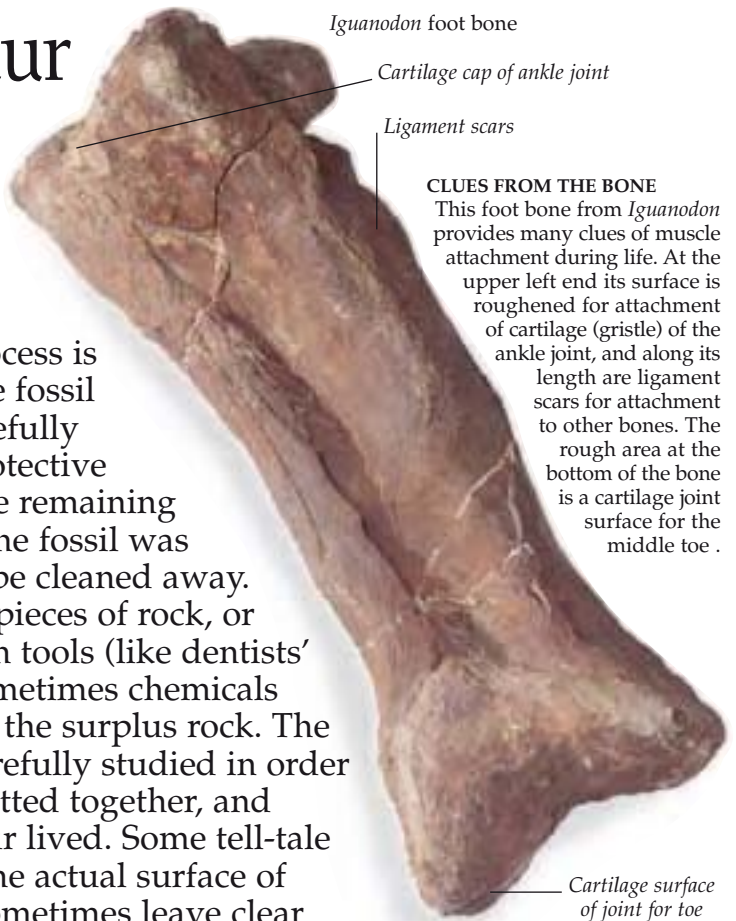 ur
Iguanodon foot bone
Cartilage cap of ankle joint
Ligament scars
CLUES FROM THE BONE
This foot bone from Iguanodon
provides many clues of muscle
attachment during life. At the
upper left end its surface is
roughened for attachment
of cartilage (gristle) of the
ankle joint, and along its
length are ligament
scars for attachment
to other bones. The
rough area at the
bottom of the bone
is a cartilage joint
surface for the
middle toe .
cess is
fossil
efully
otective
remaining
fossil was
be cleaned away.
pieces of rock, or
tools (like dentists’
metimes chemicals
the surplus rock. The
refully studied in order
tted together, and
r lived. Some tell-tale
actual surface of
metimes leave clear
Cartilage surface
of joint for toe